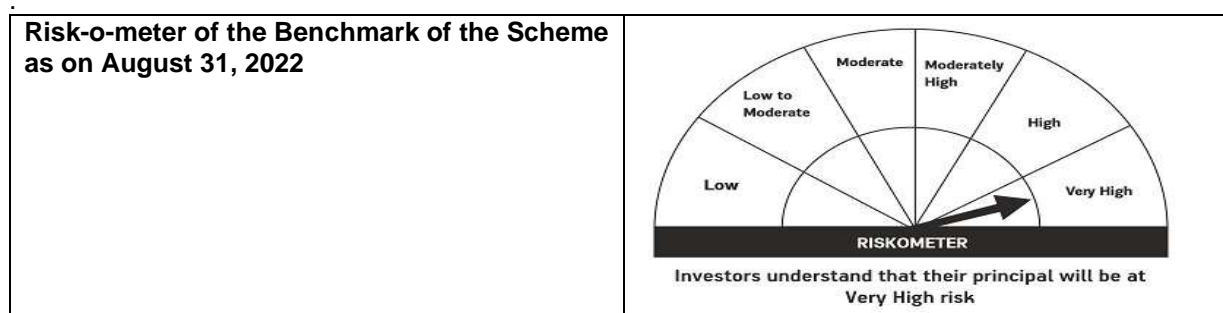 .
Risk-o-meter of the Benchmark of the Scheme
as on August 31, 2022
Moderate
Moderately
High
Low to
Moderate
High
Low
Very High
RISKOMETER
Investors understand that their principal will be at
Very High risk